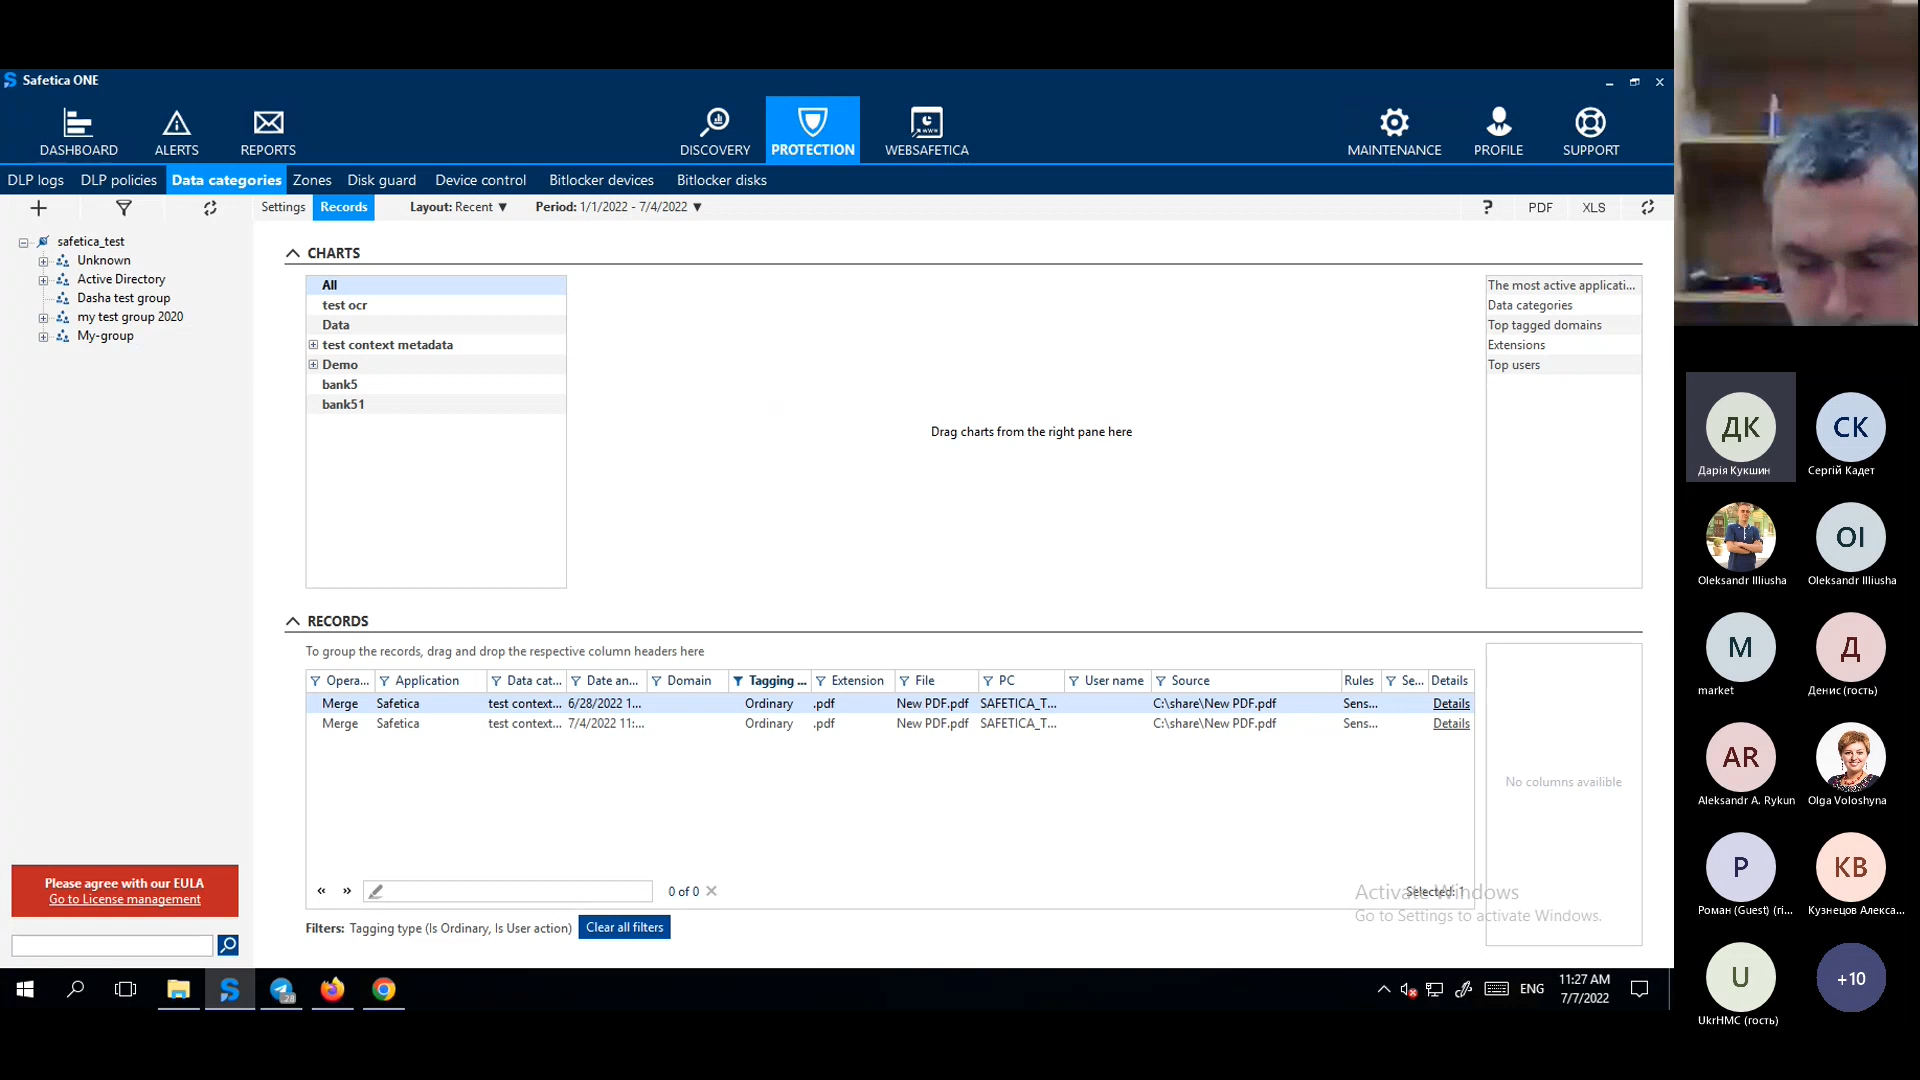 Safetica ONE
DASHBOARD
ALERTS
REPORTS
DISCOVERY
PROTECTION
WEBSAFETICA
MAINTENANCE
PROFILE
SUPPORT
DLP logs
DLP policies
Data categories
Zones
Disk guard
Device control
Bitlocker devices
Bitlocker disks
Settings
Records
Layout: Recent ▼
Period: 1/1/2022 - 7/4/2022 ▼
?
PDF
XLS
safetica_test
Unknown
Active Directory
Dasha test group
my test group 2020
My-group
CHARTS
All
test ocr
Data
test context metadata
Demo
bank5
bank51
Drag charts from the right pane here
The most active applicati...
Data categories
Top tagged domains
Extensions
Top users
RECORDS
To group the records, drag and drop the respective column headers here
Opera... Application Data cat... Date an... Domain Tagging ... Extension File PC User name Source Rules Se... Details
Merge Safetica test context... 6/28/2022 1... Ordinary .pdf New PDF.pdf SAFETICA_T... C:\share\New PDF.pdf Sens... Details
Merge Safetica test context... 7/4/2022 11:... Ordinary .pdf New PDF.pdf SAFETICA_T... C:\share\New PDF.pdf Sens... Details
No columns availible
« » 0 of 0 ✕
Selected: 1
Activate Windows
Go to Settings to activate Windows.
Filters: Tagging type (Is Ordinary, Is User action) Clear all filters
Please agree with our EULA
Go to License management
28
ENG
11:27 AM
7/7/2022
ДК
Дарія Кукшин
СК
Сергій Кадет
Oleksandr Illiusha
OI
Oleksandr Illiusha
M
market
Д
Денис (гость)
AR
Aleksandr A. Rykun
Olga Voloshyna
Р
Роман (Guest) (гі...
КВ
Кузнецов Алекса...
U
UkrHMC (гость)
+10